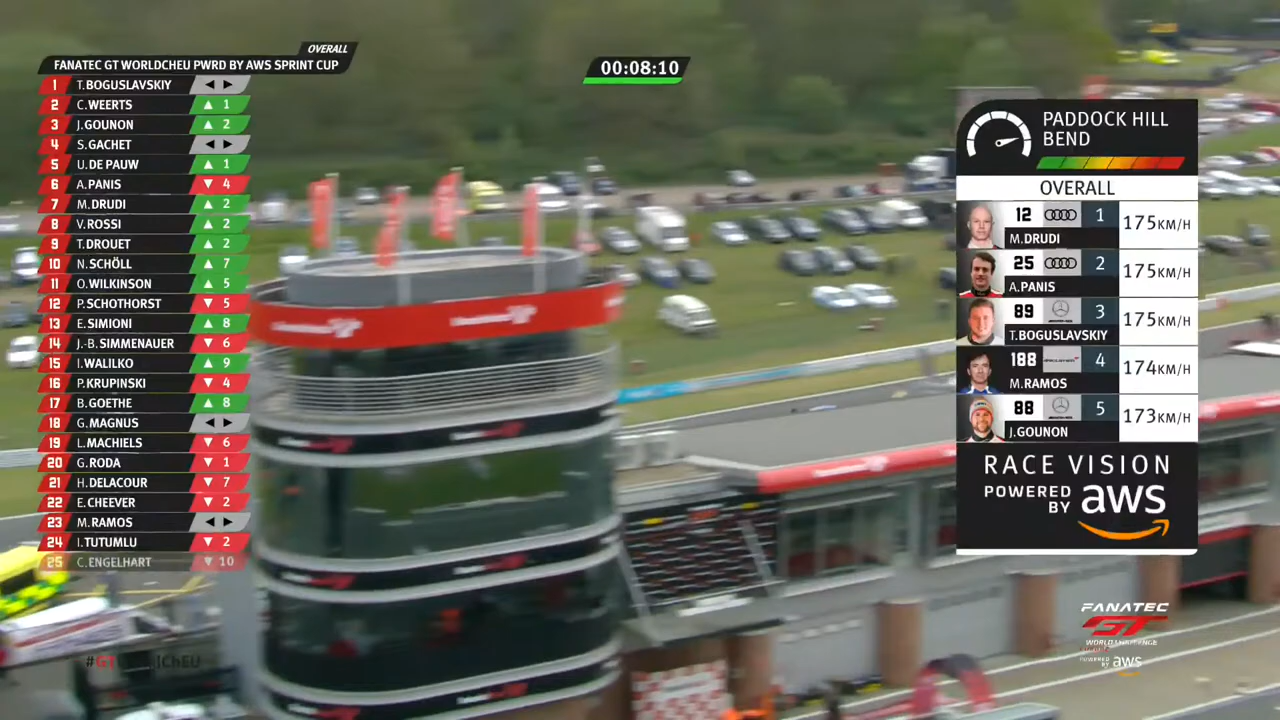 OVERALL
FANATEC GT WORLDCHEU PWRD BY AWS SPRINT CUP
1 T.BOGUSLAVSKIY
2 C.WEERTS 1
3 J.GOUNON 2
4 S.GACHET
5 U.DE PAUW 1
6 A.PANIS 4
7 M.DRUDI 2
8 V.ROSSI 2
9 T.DROUET 2
10 N.SCHÖLL 7
11 O.WILKINSON 5
12 P.SCHOTHORST 5
13 E.SIMIONI 8
14 J.-B.SIMMENAUER 6
15 I.WALILKO 9
16 P.KRUPINSKI 4
17 B.GOETHE 8
18 G.MAGNUS
19 L.MACHIELS 6
20 G.RODA 1
21 H.DELACOUR 7
22 E.CHEEVER 2
23 M.RAMOS
24 I.TUTUMLU 2
25 C.ENGELHART 10
00:08:10
PADDOCK HILL
BEND
OVERALL
12 1 175KM/H
M.DRUDI
25 2 175KM/H
A.PANIS
89 3 175KM/H
T.BOGUSLAVSKIY
188 4 174KM/H
M.RAMOS
88 5 173KM/H
J.GOUNON
RACE VISION
POWERED
BY aws
FANATEC
GT
WORLD CHALLENGE
EUROPE
POWERED
BY aws